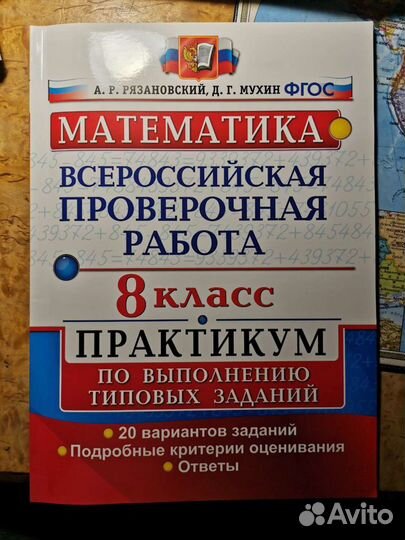 А. Р. РЯЗАНОВСКИЙ, Д. Г. МУХИН ФГОС
МАТЕМАТИКА
ВСЕРОССИЙСКАЯ
ПРОВЕРОЧНАЯ
РАБОТА
8 КЛАСС
ПРАКТИКУМ
ПО ВЫПОЛНЕНИЮ
ТИПОВЫХ ЗАДАНИЙ
• 20 вариантов заданий
• Подробные критерии оценивания
• Ответы
Avito